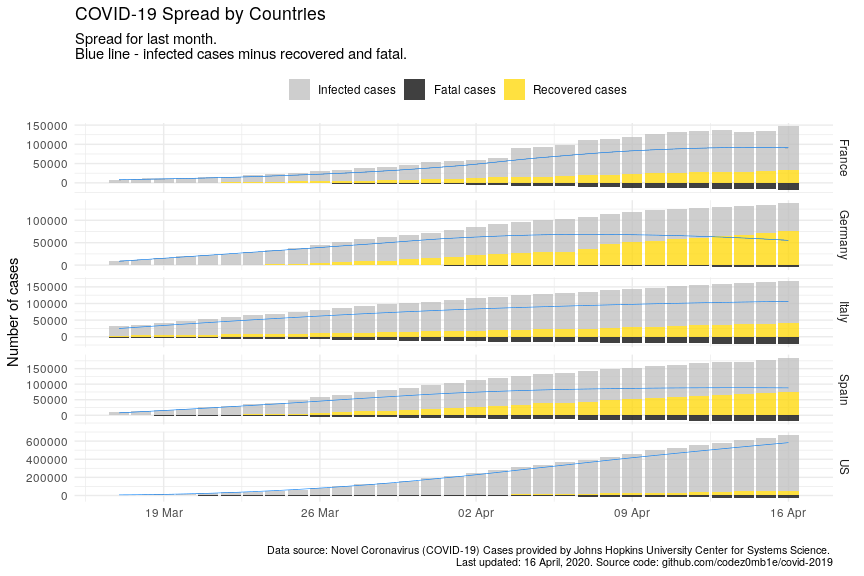 COVID-19 Spread by Countries
Spread for last month.
Blue line - infected cases minus recovered and fatal.
Infected cases Fatal cases Recovered cases
Number of cases
150000
100000
50000
0
France
100000
50000
0
Germany
150000
100000
50000
0
Italy
150000
100000
50000
0
Spain
600000
400000
200000
0
US
19 Mar 26 Mar 02 Apr 09 Apr 16 Apr
Data source: Novel Coronavirus (COVID-19) Cases provided by Johns Hopkins University Center for Systems Science.
Last updated: 16 April, 2020. Source code: github.com/codez0mb1e/covid-2019